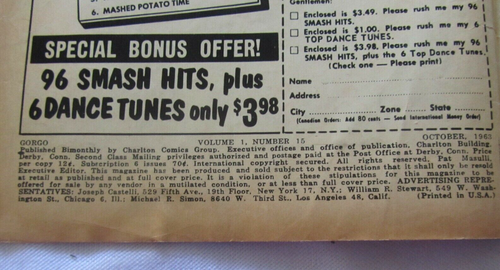 6. MASHED POTATO TIME
SPECIAL BONUS OFFER!
96 SMASH HITS, plus
6 DANCE TUNES only $3.98
Gentlemen:
Enclosed is $3.49. Please rush me my 96
SMASH HITS.
Enclosed is $1.00. Please rush me my 6
TOP DANCE TUNES.
Enclosed is $3.98. Please rush me my 96
SMASH HITS, plus the 6 Top Dance Tunes.
(Check one — Please print)
Name
Address
City Zone State
(Canadian Orders: Add 80 cents — Send International Money Order)
GORGO VOLUME 1, NUMBER 15 OCTOBER, 1963
Published Bimonthly by Charlton Comics Group. Executive offices and office of publication, Charlton Building,
Derby, Conn. Second Class Mailing privileges authorized and postage paid at the Post Office at Derby, Conn. Price
per copy 12¢. Subscription 6 issues 70¢. International copyright secured. All rights reserved. Pat Masulli,
Executive Editor. This magazine has been produced and sold subject to the restrictions that it shall only be resold
at retail as published and at full cover price. It is a violation of these stipulations for this magazine to be
offered for sale by any vendor in a mutilated condition, or at less than full cover price. ADVERTISING REPRE-
SENTATIVES: Joseph Castelli, 529 Fifth Ave., 19th Floor, New York 17, N.Y.; William R. Stewart, 549 W. Wash-
ington St., Chicago 6, Ill.; Michael R. Simon, 8640 W. Third St., Los Angeles 48, Calif. (Printed in U.S.A.)